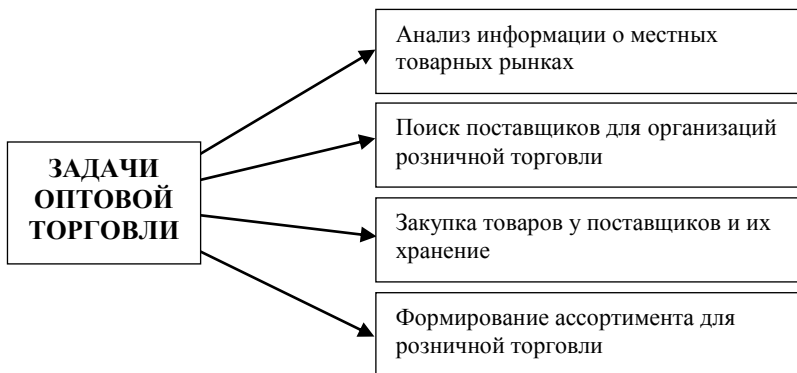 ЗАДАЧИ
ОПТОВОЙ
ТОРГОВЛИ
Анализ информации о местных
товарных рынках
Поиск поставщиков для организаций
розничной торговли
Закупка товаров у поставщиков и их
хранение
Формирование ассортимента для
розничной торговли